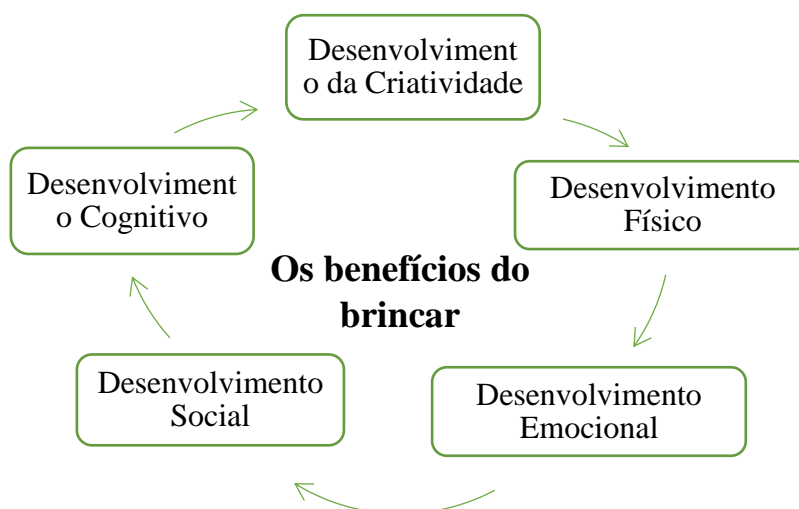 Desenvolviment
o da Criatividade
Desenvolvimento
Físico
Desenvolvimento
Emocional
Desenvolvimento
Social
Desenvolviment
o Cognitivo
Os benefícios do
brincar